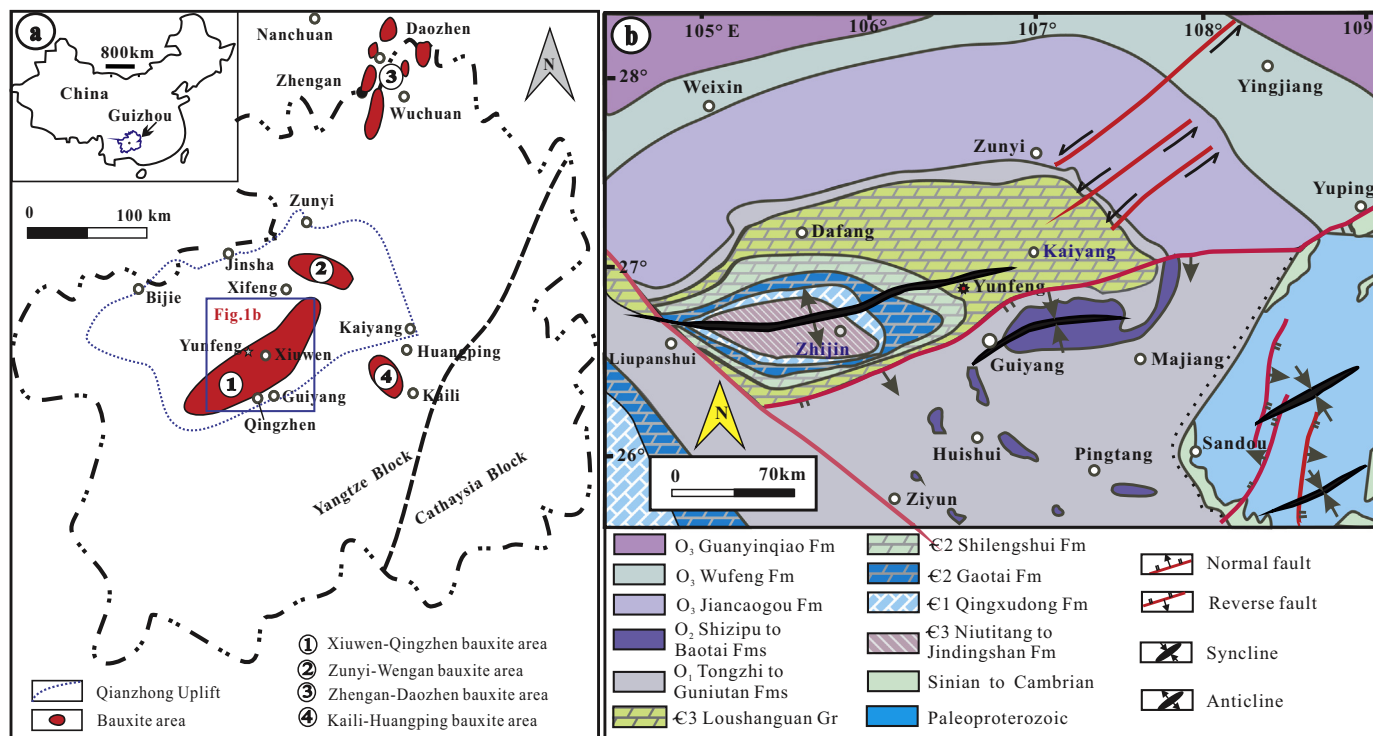 a
800km
China
Guizhou
Nanchuan
Daozhen
Zhengan
3
Wuchuan
N
0
100 km
Zunyi
Jinsha
2
Bijie
Xifeng
Fig.1b
Kaiyang
Yunfeng
Xiuwen
Huangping
1
4
Guiyang
Kaili
Qingzhen
Yangtze Block
Cathaysia Block
1 Xiuwen-Qingzhen bauxite area
2 Zunyi-Wengan bauxite area
3 Zhengan-Daozhen bauxite area
4 Kaili-Huangping bauxite area
Qianzhong Uplift
Bauxite area
b
105° E
106°
107°
108°
109
28°
Weixin
Yingjiang
Zunyi
Yuping
Dafang
Kaiyang
27°
Yunfeng
Liupanshui
Zhijin
Guiyang
Majiang
N
Huishui
Sandou
26°
Pingtang
0
70km
Ziyun
O₃ Guanyinqiao Fm
O₃ Wufeng Fm
O₃ Jiancaogou Fm
O₂ Shizipu to
Baotai Fms
O₁ Tongzhi to
Guniutan Fms
Є3 Loushanguan Gr
Є2 Shilengshui Fm
Є2 Gaotai Fm
Є1 Qingxudong Fm
Є3 Niutitang to
Jindingshan Fm
Sinian to Cambrian
Paleoproterozoic
Normal fault
Reverse fault
Syncline
Anticline